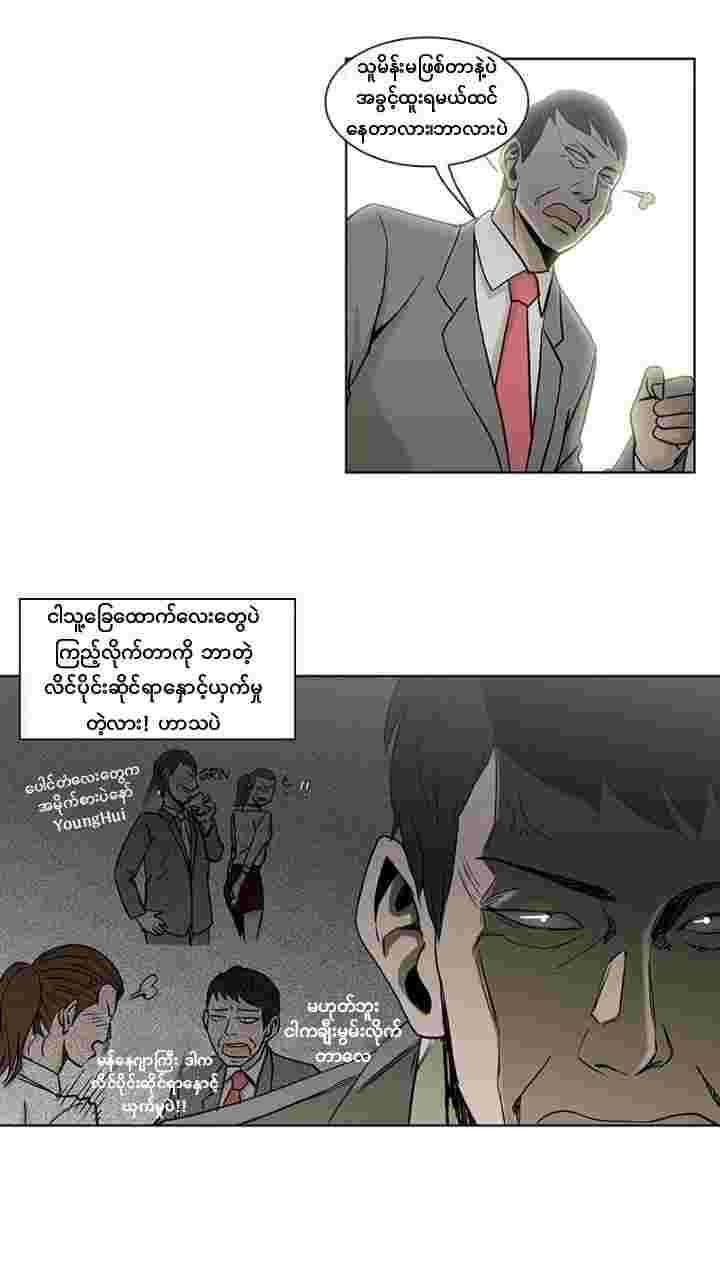 သူမိန်းမဖြစ်တာနဲ့ပဲ
အခွင့်ထူးရမယ်ထင်
နေတာလားဘာလားပဲ
ငါသူ့ခြေထောက်လေးတွေပဲ
ကြည့်လိုက်တာကို ဘာတဲ့
လိင်ပိုင်းဆိုင်ရာနှောင့်ယှက်မှု
တဲ့လား! ဟာသပဲ
ပေါင်တံလေးတွေက
အမိုက်စားပဲနော်
YoungHui
GRIN
မဟုတ်ဘူး
ငါကချီးမွမ်းလိုက်
တာလေ
မန်နေဂျာကြီး ဒါက
လိင်ပိုင်းဆိုင်ရာနှောင့်
ယှက်မှုပဲ!!